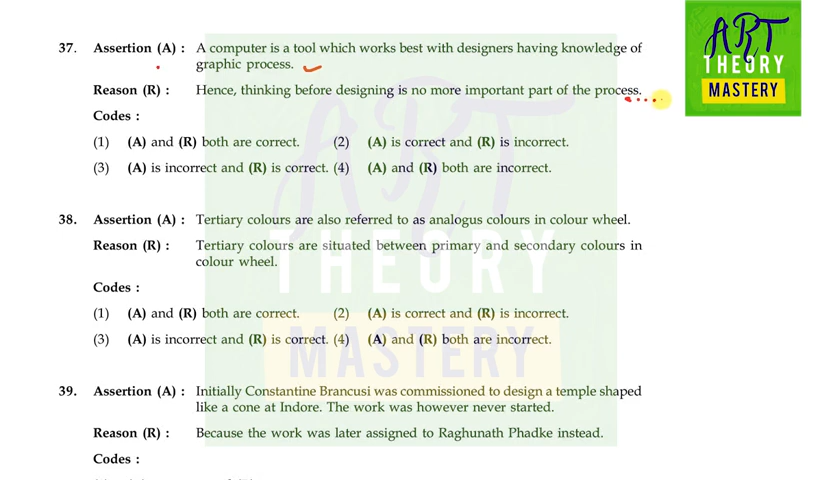 ART
THEORY
MASTERY
37. Assertion (A) : A computer is a tool which works best with designers having knowledge of
graphic process.
Reason (R) : Hence, thinking before designing is no more important part of the process.
Codes :
(1) (A) and (R) both are correct. (2) (A) is correct and (R) is incorrect.
(3) (A) is incorrect and (R) is correct. (4) (A) and (R) both are incorrect.
38. Assertion (A) : Tertiary colours are also referred to as analogus colours in colour wheel.
Reason (R) : Tertiary colours are situated between primary and secondary colours in
colour wheel.
Codes :
(1) (A) and (R) both are correct. (2) (A) is correct and (R) is incorrect.
(3) (A) is incorrect and (R) is correct. (4) (A) and (R) both are incorrect.
39. Assertion (A) : Initially Constantine Brancusi was commissioned to design a temple shaped
like a cone at Indore. The work was however never started.
Reason (R) : Because the work was later assigned to Raghunath Phadke instead.
Codes :
ART
THEORY
MASTERY